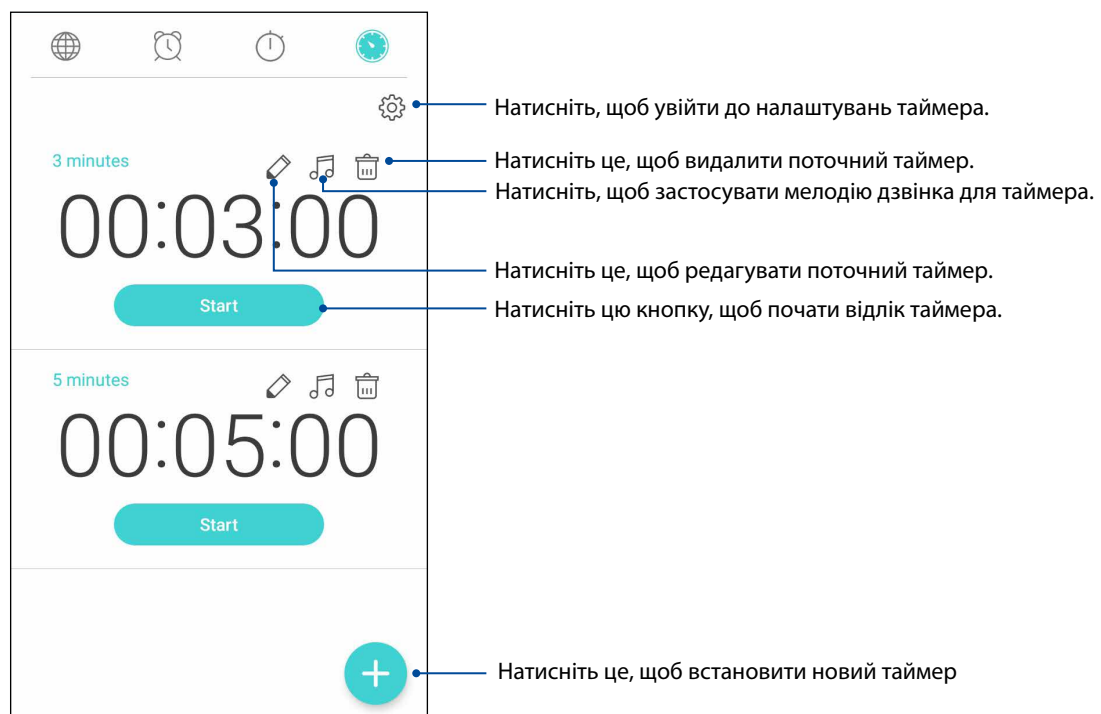 Натисніть, щоб увійти до налаштувань таймера.
3 minutes
Натисніть це, щоб видалити поточний таймер.
Натисніть, щоб застосувати мелодію дзвінка для таймера.
00:03:00
Натисніть це, щоб редагувати поточний таймер.
Start
Натисніть цю кнопку, щоб почати відлік таймера.
5 minutes
00:05:00
Start
Натисніть це, щоб встановити новий таймер